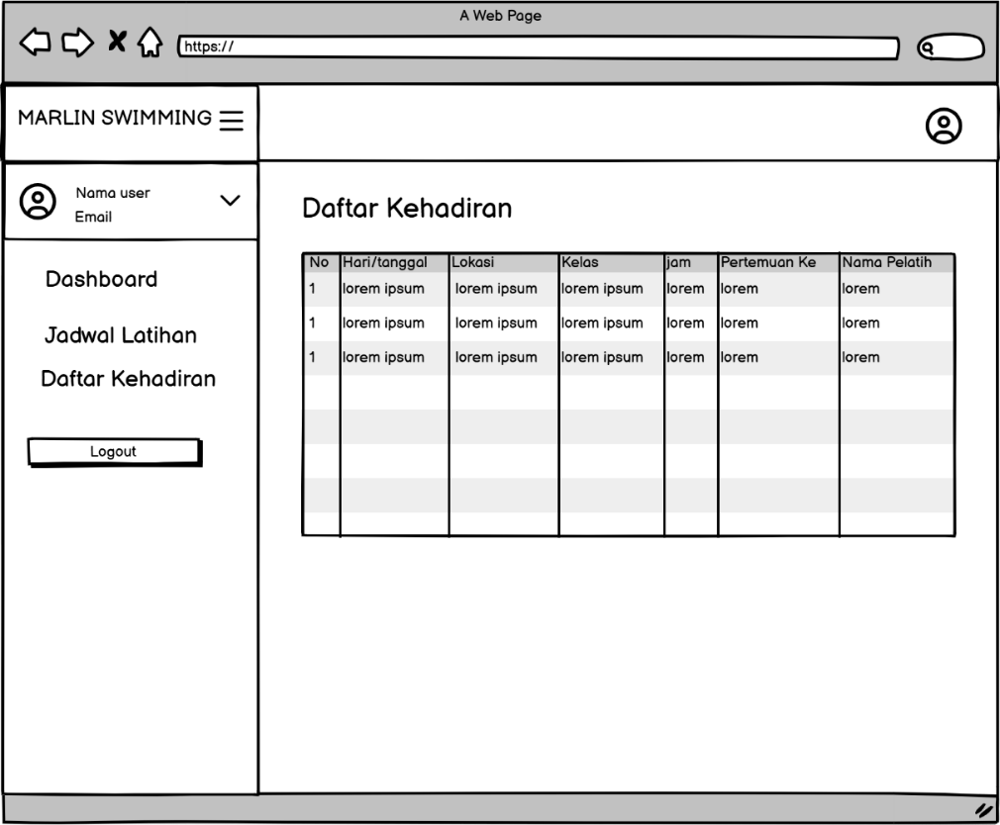 A Web Page
https://
MARLIN SWIMMING
Nama user
Email
Dashboard
Jadwal Latihan
Daftar Kehadiran
Logout
Daftar Kehadiran
No Hari/tanggal Lokasi Kelas jam Pertemuan Ke Nama Pelatih
1 lorem ipsum lorem ipsum lorem ipsum lorem lorem lorem
1 lorem ipsum lorem ipsum lorem ipsum lorem lorem lorem
1 lorem ipsum lorem ipsum lorem ipsum lorem lorem lorem